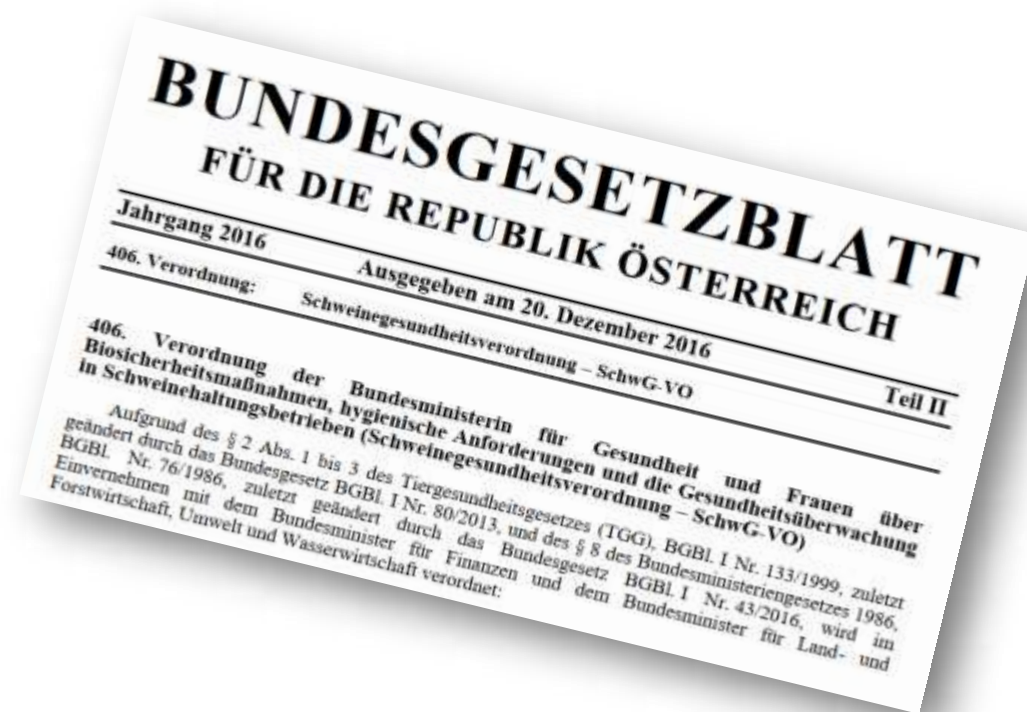 BUNDESGESETZBLATT
FÜR DIE REPUBLIK ÖSTERREICH
Jahrgang 2016 Ausgegeben am 20. Dezember 2016 Teil II
406. Verordnung: Schweinegesundheitsverordnung – SchwG-VO
406. Verordnung der Bundesministerin für Gesundheit und Frauen über
Biosicherheitsmaßnahmen, hygienische Anforderungen und die Gesundheitsüberwachung
in Schweinehaltungsbetrieben (Schweinegesundheitsverordnung – SchwG-VO)
Aufgrund des § 2 Abs. 1 bis 3 des Tiergesundheitsgesetzes (TGG), BGBl. I Nr. 133/1999, zuletzt
geändert durch das Bundesgesetz BGBl. I Nr. 80/2013, und des § 8 des Bundesministeriengesetzes 1986,
BGBl. Nr. 76/1986, zuletzt geändert durch das Bundesgesetz BGBl. I Nr. 43/2016, wird im
Einvernehmen mit dem Bundesminister für Finanzen und dem Bundesminister für Land- und
Forstwirtschaft, Umwelt und Wasserwirtschaft verordnet: